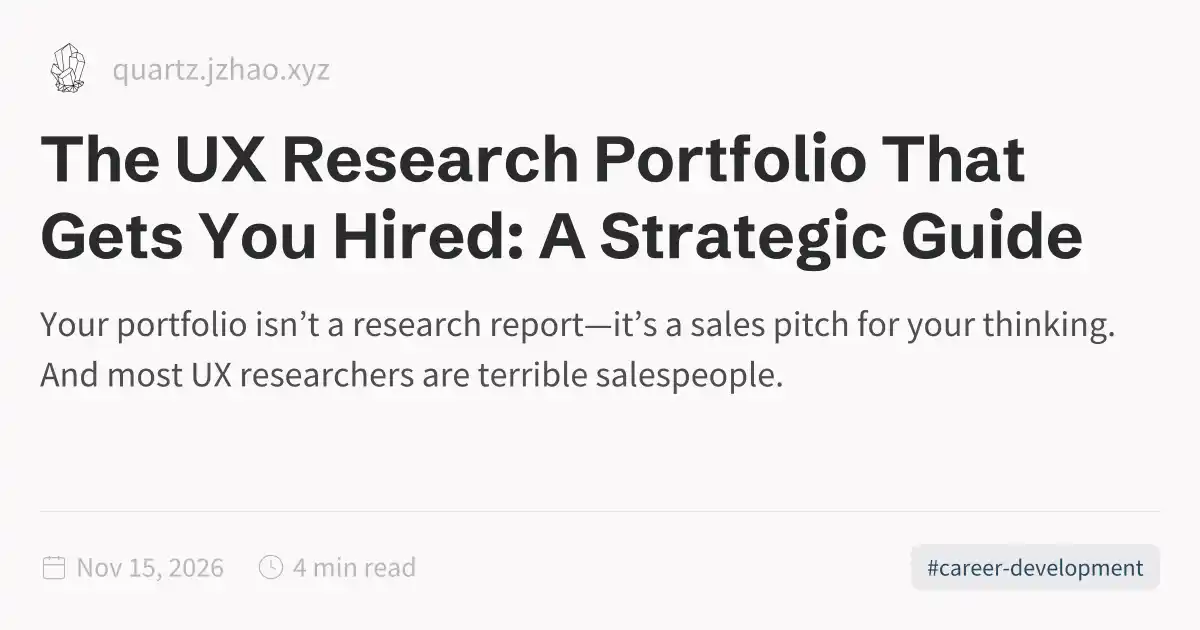 quartz.jzhao.xyz
The UX Research Portfolio That
Gets You Hired: A Strategic Guide
Your portfolio isn’t a research report—it’s a sales pitch for your thinking.
And most UX researchers are terrible salespeople.
Nov 15, 2026 4 min read #career-development